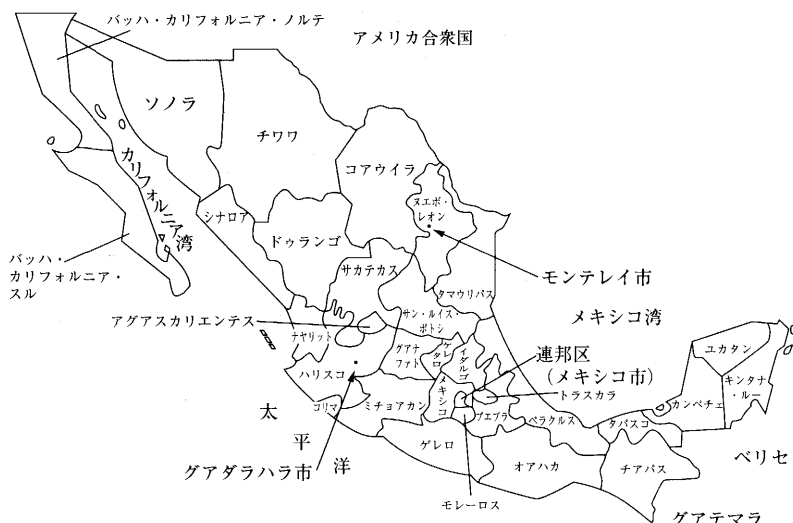 バッハ・カリフォルニア・ノルテ
アメリカ合衆国
ソノラ
チワワ
コアウイラ
カリフォルニア湾
ヌエボ・
レオン
シナロア
ドゥランゴ
バッハ・
カリフォルニア・
スル
サカテカス
モンテレイ市
タマウリパス
アグアスカリエンテス
サン・ルイス・
ポトシ
メキシコ湾
ナヤリット
グアナ
ファト
ケレタロ
イダルゴ
連邦区
(メキシコ市)
ユカタン
ハリスコ
メキシコ
トラスカラ
カンペチェ
キンタナ・
ルー
コリマ
ミチョアカン
プエブラ
ベラクルス
タバスコ
太平洋
ゲレロ
ベリセ
グアダラハラ市
オアハカ
チアパス
モレーロス
グアテマラ